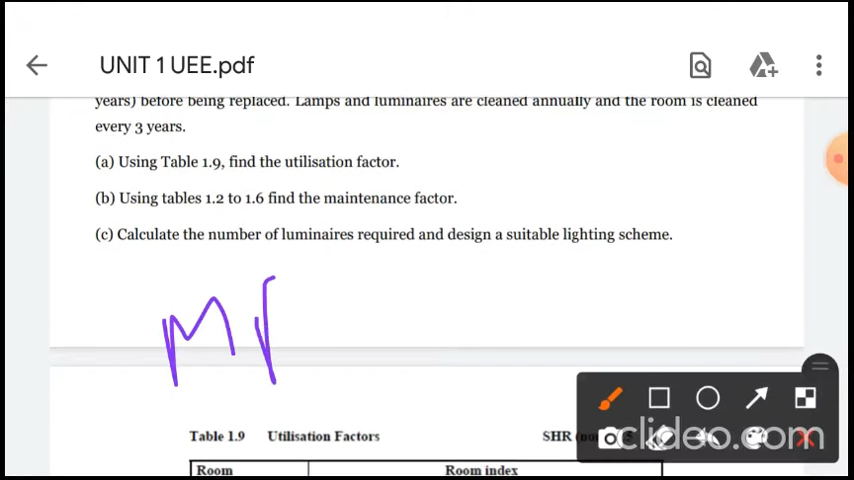 UNIT 1 UEE.pdf
years) before being replaced. Lamps and luminaires are cleaned annually and the room is cleaned
every 3 years.
(a) Using Table 1.9, find the utilisation factor.
(b) Using tables 1.2 to 1.6 find the maintenance factor.
(c) Calculate the number of luminaires required and design a suitable lighting scheme.
M
Table 1.9 Utilisation Factors SHR
clideo.com
Room Room index